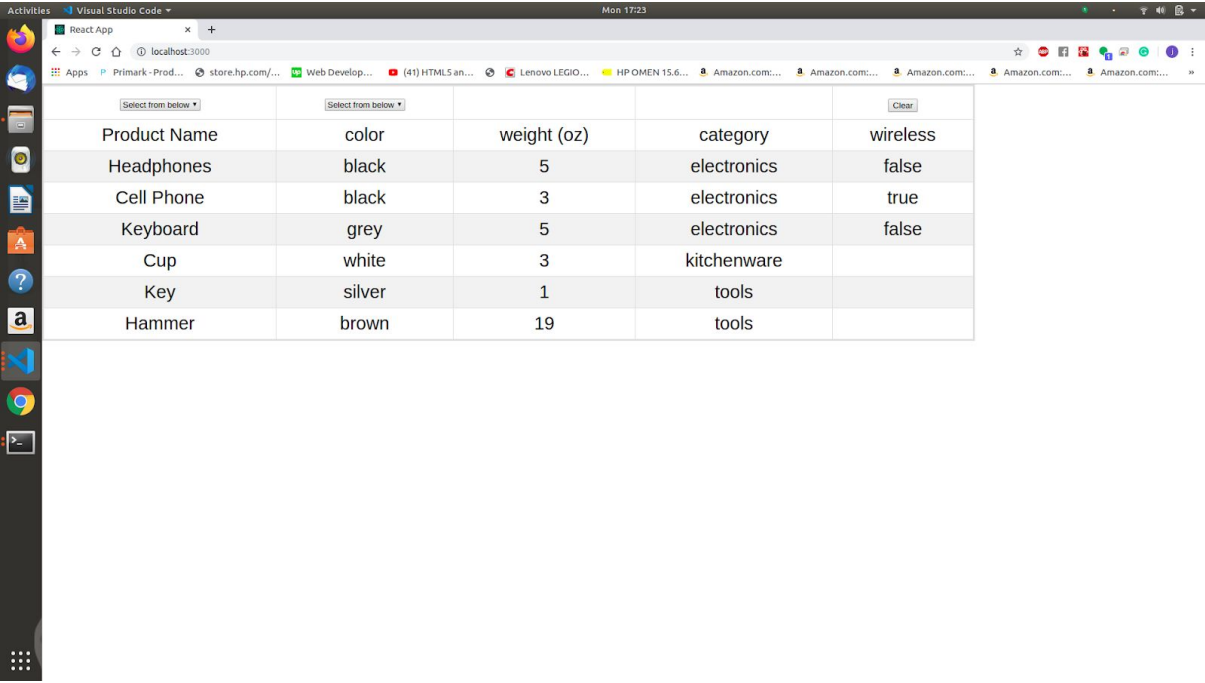 Activities Visual Studio Code Mon 17:23
React App
localhost:3000
Apps Primark - Prod... store.hp.com/... Web Develop... (41) HTML5 an... Lenovo LEGIO... HP OMEN 15.6... Amazon.com:... Amazon.com:... Amazon.com:... Amazon.com:... Amazon.com:... »
Select from below Select from below Clear
Product Name color weight (oz) category wireless
Headphones black 5 electronics false
Cell Phone black 3 electronics true
Keyboard grey 5 electronics false
Cup white 3 kitchenware
Key silver 1 tools
Hammer brown 19 tools